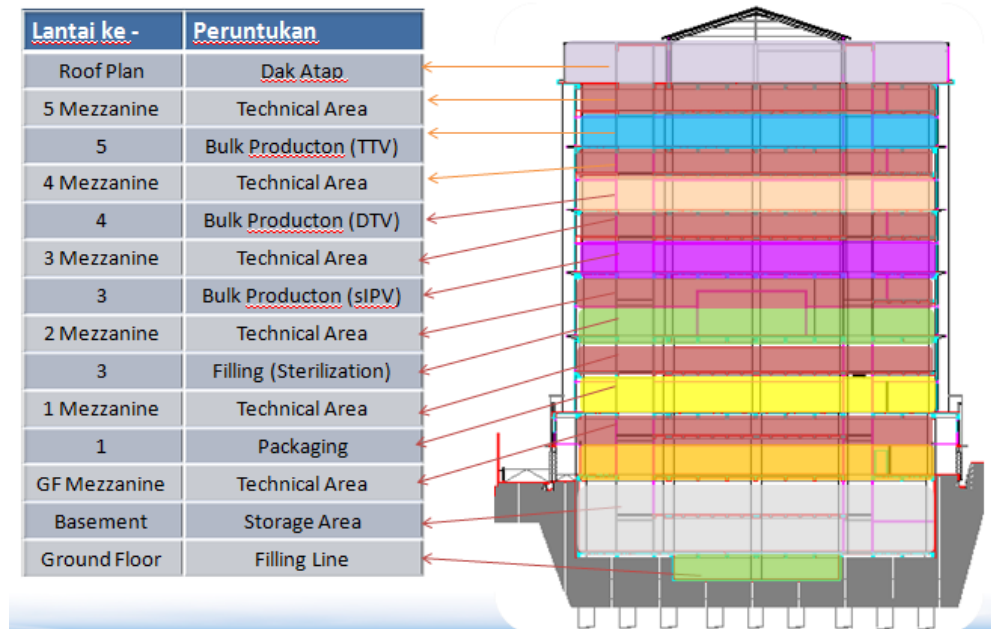 Lantai ke - Peruntukan
Roof Plan Dak Atap
5 Mezzanine Technical Area
5 Bulk Producton (TTV)
4 Mezzanine Technical Area
4 Bulk Producton (DTV)
3 Mezzanine Technical Area
3 Bulk Producton (sIPV)
2 Mezzanine Technical Area
3 Filling (Sterilization)
1 Mezzanine Technical Area
1 Packaging
GF Mezzanine Technical Area
Basement Storage Area
Ground Floor Filling Line